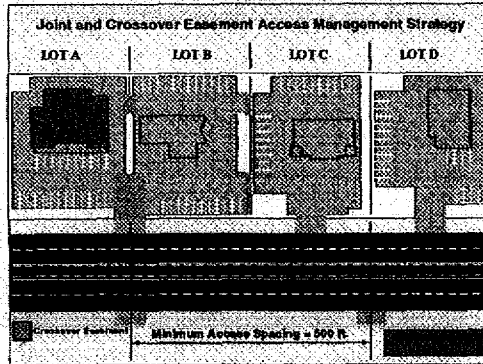 Joint and Crossover Easement Access Management Strategy
LOT A LOT B LOT C LOT D
Crossover Easement
Minimum Access Spacing = 500 ft.